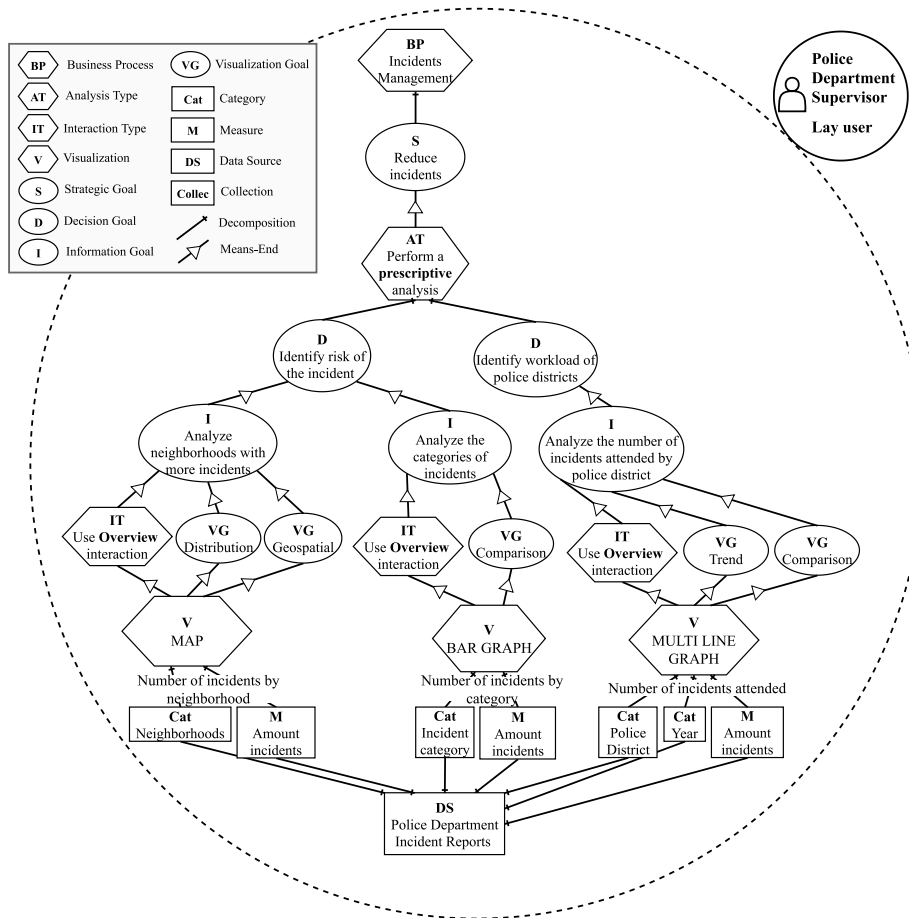 BP
Business Process
AT
Analysis Type
IT
Interaction Type
V
Visualization
S
Strategic Goal
D
Decision Goal
I
Information Goal
VG
Visualization Goal
Cat
Category
M
Measure
DS
Data Source
Collec
Collection
Decomposition
Means-End
Police
Department
Supervisor
Lay user
BP
Incidents
Management
S
Reduce
incidents
AT
Perform a
prescriptive
analysis
D
Identify risk of
the incident
D
Identify workload of
police districts
I
Analyze
neighborhoods with
more incidents
I
Analyze the
categories of
incidents
I
Analyze the number of
incidents attended by
police district
IT
Use Overview
interaction
VG
Distribution
VG
Geospatial
IT
Use Overview
interaction
VG
Comparison
IT
Use Overview
interaction
VG
Trend
VG
Comparison
V
MAP
V
BAR GRAPH
V
MULTI LINE
GRAPH
Number of incidents by
neighborhood
Number of incidents by
category
Number of incidents attended
Cat
Neighborhoods
M
Amount
incidents
Cat
Incident
category
M
Amount
incidents
Cat
Police
District
Cat
Year
M
Amount
incidents
DS
Police Department
Incident Reports